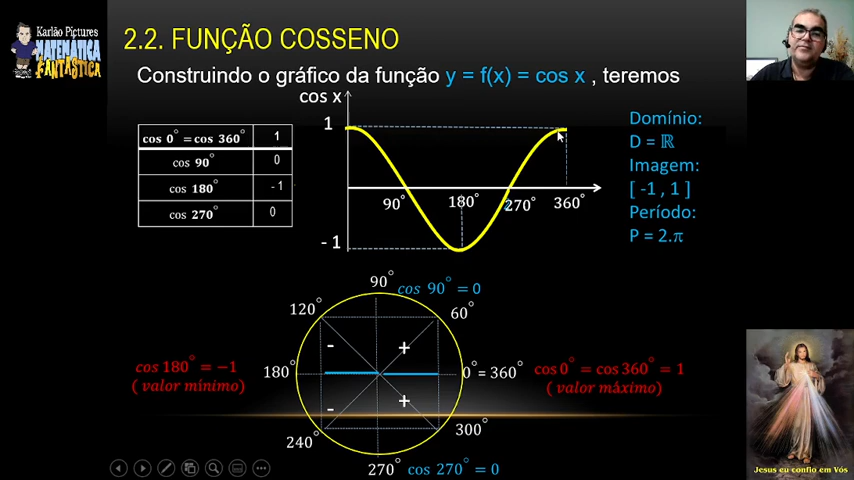 Karlão Pictures
MATEMÁTICA
FANTÁSTICA
2.2. FUNÇÃO COSSENO
Construindo o gráfico da função y = f(x) = cos x , teremos
cos 0° = cos 360° 1
cos 90° 0
cos 180° - 1
cos 270° 0
cos x
1
- 1
90° 180° 270° 360°
Domínio:
D = ℝ
Imagem:
[ -1 , 1 ]
Período:
P = 2.π
90° cos 90° = 0
120° 60°
- +
180° 0° = 360°
- +
240° 300°
270° cos 270° = 0
cos 180° = −1
( valor mínimo)
cos 0° = cos 360° = 1
( valor máximo)
Jesus eu confio em Vós